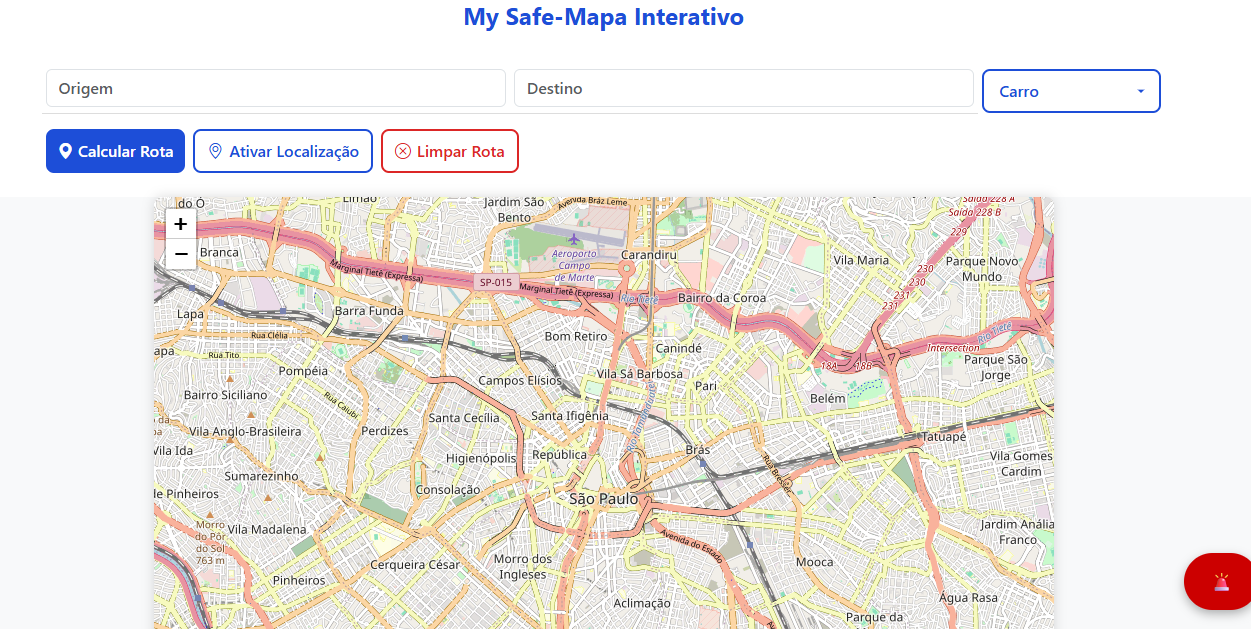 My Safe-Mapa Interativo
Origem
Destino
Carro
Calcular Rota
Ativar Localização
Limpar Rota
do Ó
Limão
Jardim São
Bento
Avenida Braz Leme
Saída 228 A
Saída 228 B
229
+
−
Branca
Aeroporto
Campo
de Marte
Carandiru
Vila Maria
Parque Novo
Mundo
230
230
231
231
Marginal Tietê (Expressa)
SP-015
Marginal Tietê (Expressa)
Rio Tietê
Bairro da Coroa
Lapa
Barra Funda
Rua Clélia
Bom Retiro
Canindé
Rio Tietê
Intersection
apa
Rua Tito
Pompéia
Campos Elísios
Vila Sá Barbosa
Pari
18A
18B
Parque São
Jorge
Bairro Siciliano
Rua Caiubi
Belém
Santa Cecília
Santa Ifigênia
Rio Tamanduateí
Vila Anglo-Brasileira
Perdizes
Tatuapé
Vila Ida
Higienópolis
República
Brás
Rua Bresser
Vila Gomes
Cardim
Sumarezinho
Consolação
São Paulo
de Pinheiros
Morro
do Pôr
do Sol
763 m
Vila Madalena
Jardim Anália
Franco
Avenida do Estado
Cerqueira César
Morro dos
Ingleses
Mooca
Pinheiros
Aclimação
Água Rasa
Parque da